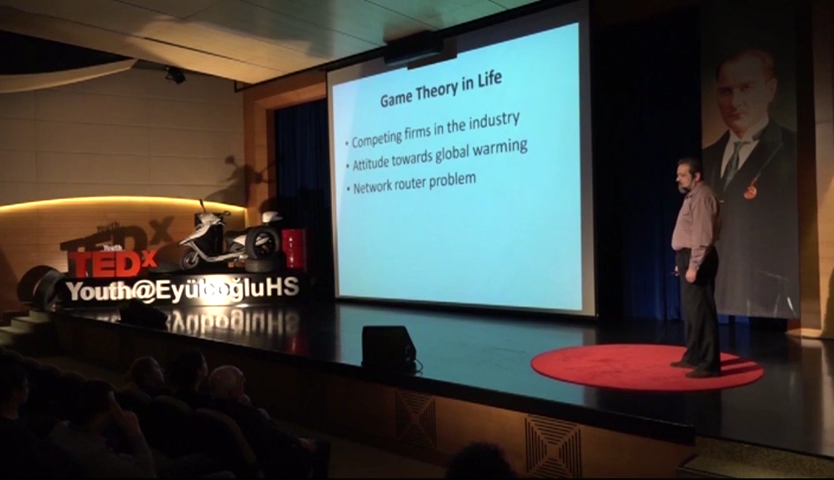 Game Theory in Life
• Competing firms in the industry
• Attitude towards global warming
• Network router problem
Youth
TEDx
Youth@EyüboğluHS